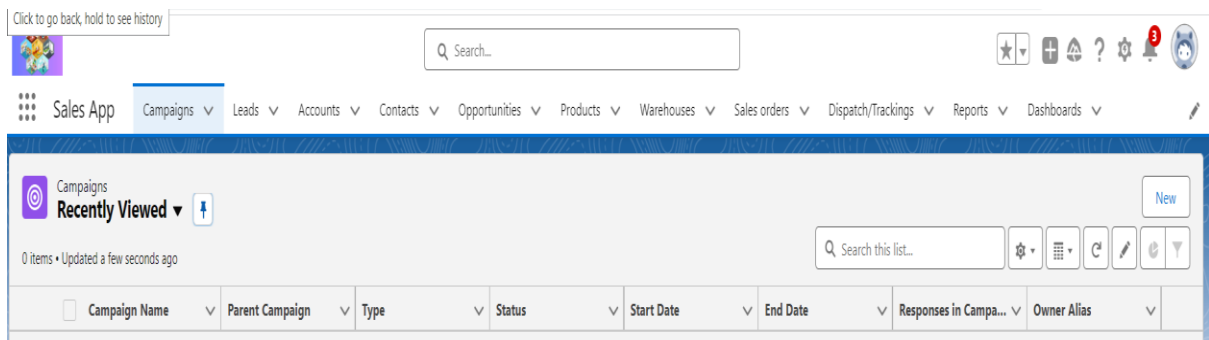 Click to go back, hold to see history
Search...
3
Sales App Campaigns Leads Accounts Contacts Opportunities Products Warehouses Sales orders Dispatch/Trackings Reports Dashboards
Campaigns
Recently Viewed
New
0 items • Updated a few seconds ago
Search this list...
Campaign Name Parent Campaign Type Status Start Date End Date Responses in Campa... Owner Alias